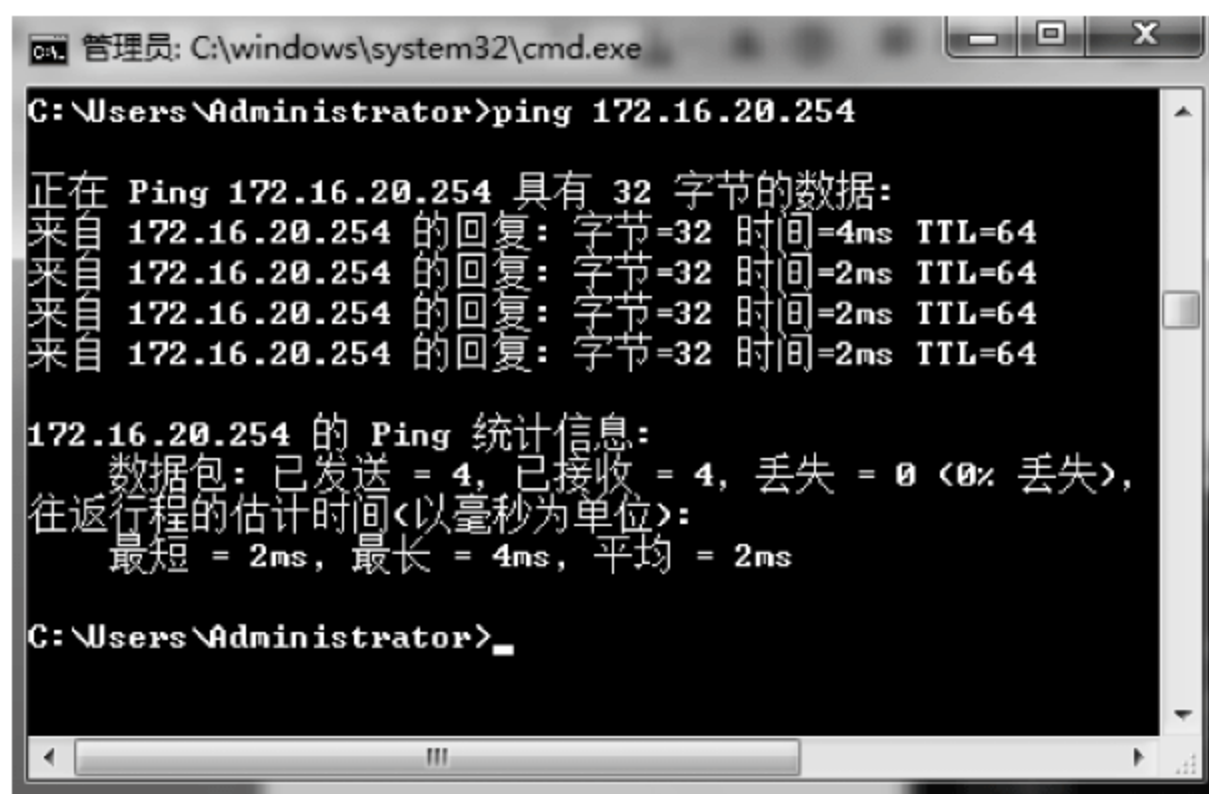 管理员: C:\windows\system32\cmd.exe
C:\Users\Administrator>ping 172.16.20.254
正在 Ping 172.16.20.254 具有 32 字节的数据:
来自 172.16.20.254 的回复: 字节=32 时间=4ms TTL=64
来自 172.16.20.254 的回复: 字节=32 时间=2ms TTL=64
来自 172.16.20.254 的回复: 字节=32 时间=2ms TTL=64
来自 172.16.20.254 的回复: 字节=32 时间=2ms TTL=64
172.16.20.254 的 Ping 统计信息:
数据包: 已发送 = 4, 已接收 = 4, 丢失 = 0 (0% 丢失),
往返行程的估计时间(以毫秒为单位):
最短 = 2ms, 最长 = 4ms, 平均 = 2ms
C:\Users\Administrator>